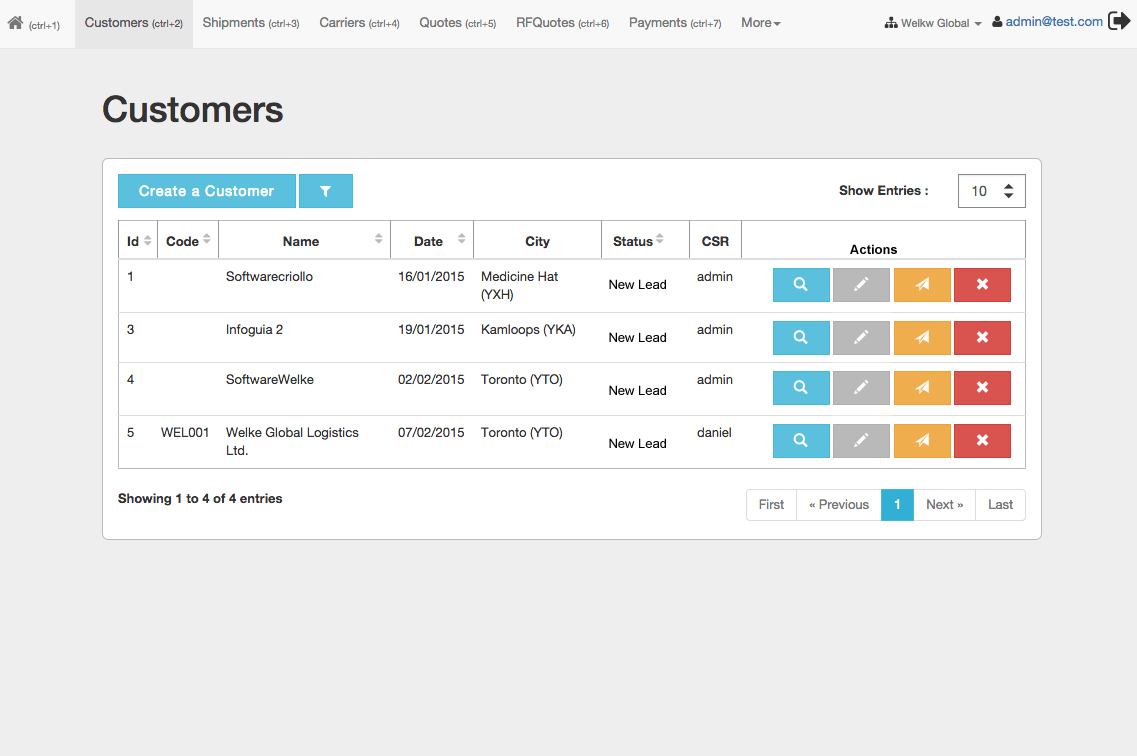 (ctrl+1) Customers (ctrl+2) Shipments (ctrl+3) Carriers (ctrl+4) Quotes (ctrl+5) RFQuotes (ctrl+6) Payments (ctrl+7) More Welkw Global admin@test.com
Customers
Create a Customer Show Entries : 10
Id Code Name Date City Status CSR Actions
1 Softwarecriollo 16/01/2015 Medicine Hat New Lead admin
(YXH)
3 Infoguia 2 19/01/2015 Kamloops (YKA) New Lead admin
4 SoftwareWelke 02/02/2015 Toronto (YTO) New Lead admin
5 WEL001 Welke Global Logistics 07/02/2015 Toronto (YTO) New Lead daniel
Ltd.
Showing 1 to 4 of 4 entries First « Previous 1 Next » Last